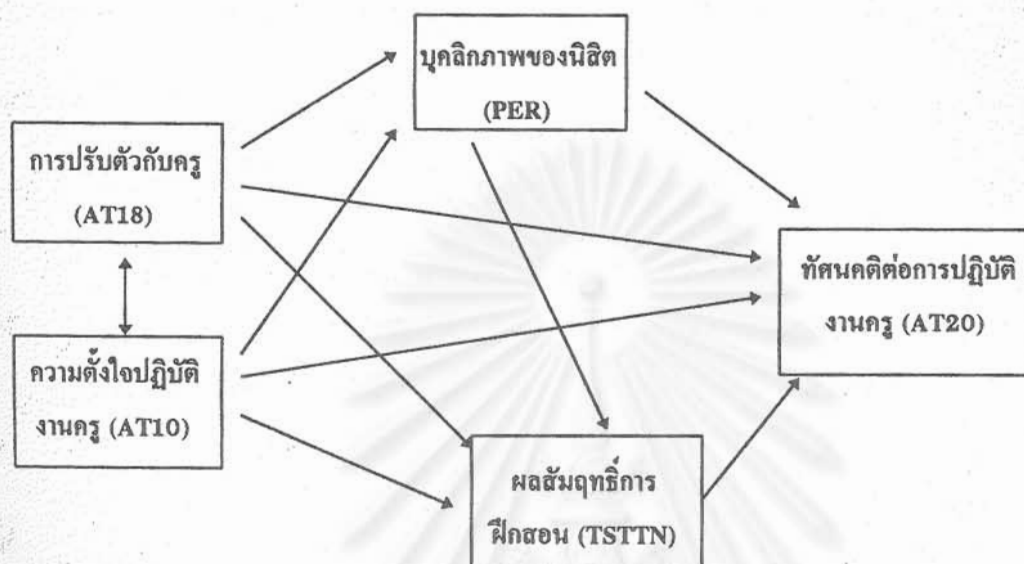 บุคลิกภาพของนิสิต
(PER)
การปรับตัวกับครู
(AT18)
ทัศนคติต่อการปฏิบัติ
งานครู (AT20)
ความตั้งใจปฏิบัติ
งานครู (AT10)
ผลสัมฤทธิ์การ
ฝึกสอน (TSTTN)